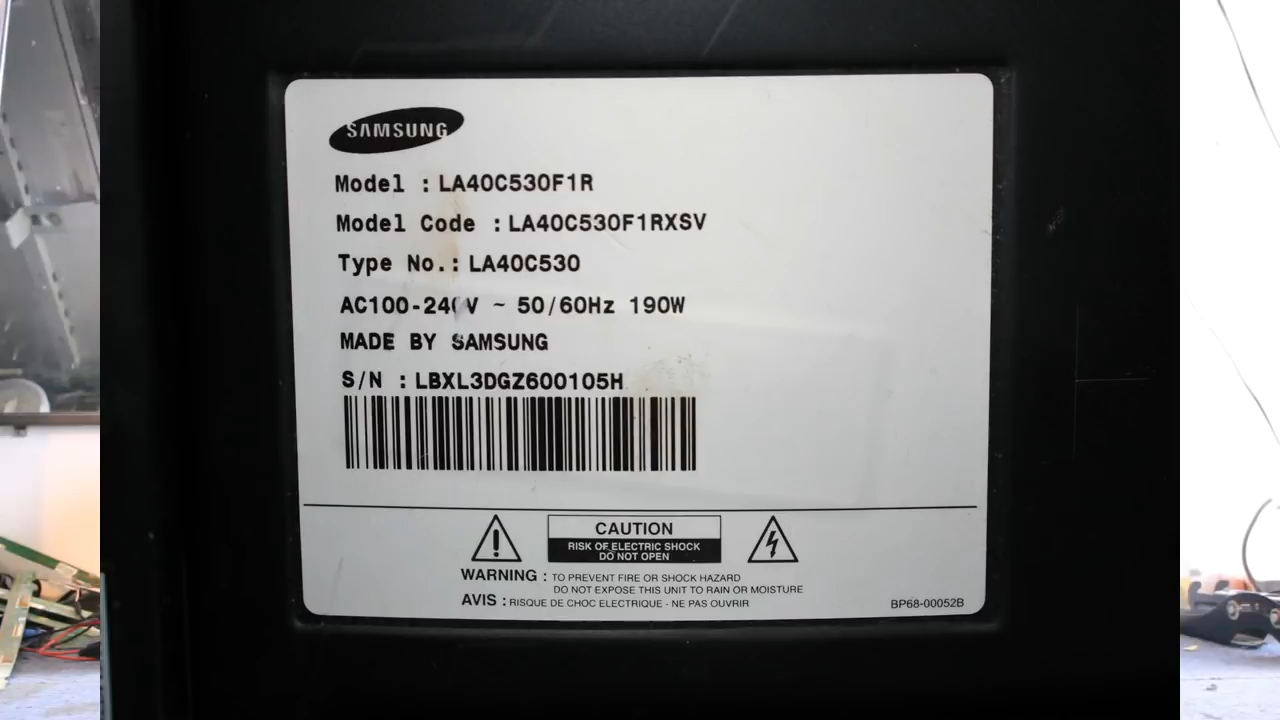 SAMSUNG
Model : LA40C530F1R
Model Code : LA40C530F1RXSV
Type No.: LA40C530
AC100-240V ~ 50/60Hz 190W
MADE BY SAMSUNG
S/N : LBXL3DGZ600105H
CAUTION
RISK OF ELECTRIC SHOCK
DO NOT OPEN
WARNING : TO PREVENT FIRE OR SHOCK HAZARD
DO NOT EXPOSE THIS UNIT TO RAIN OR MOISTURE
AVIS : RISQUE DE CHOC ELECTRIQUE - NE PAS OUVRIR
BP68-00052B